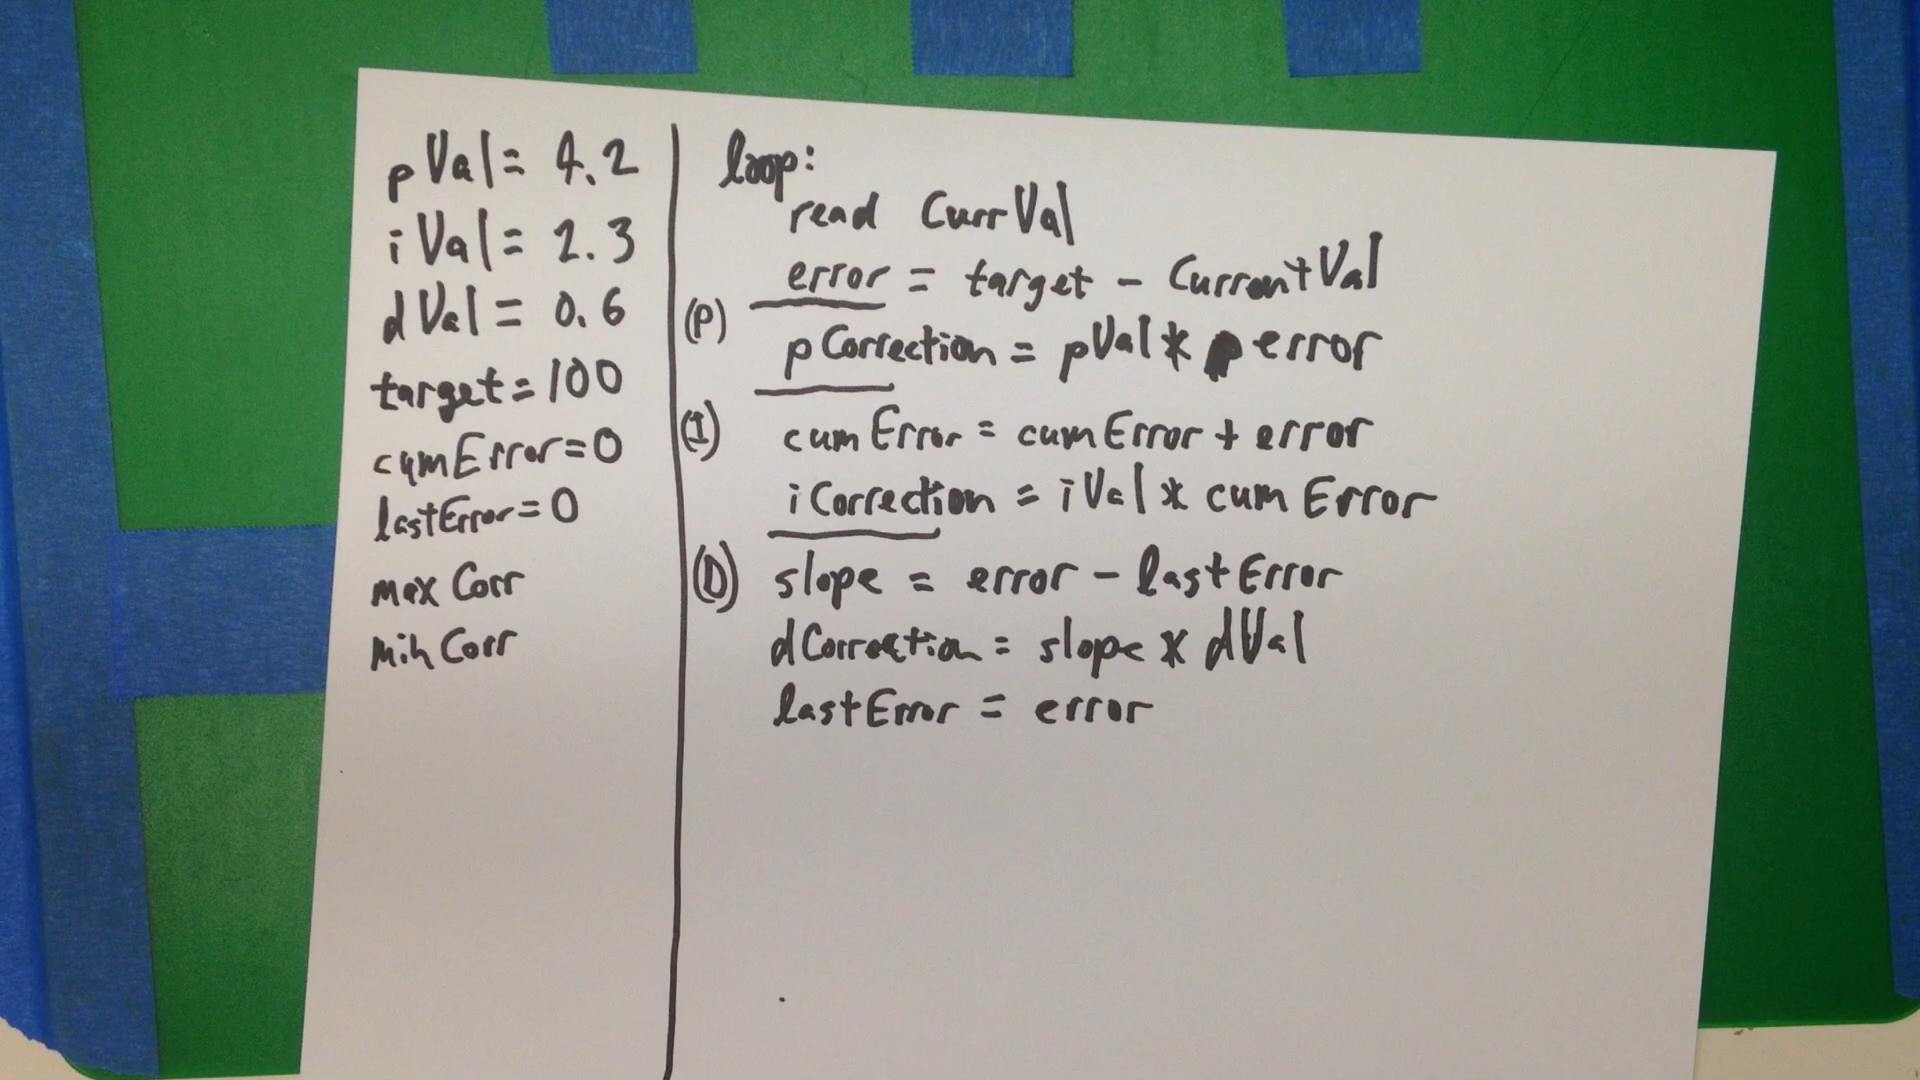 pVal = 4.2
iVal = 2.3
dVal = 0.6
target = 100
cumError = 0
lastError = 0
max Corr
min Corr
loop:
read CurrVal
error = target - CurrentVal
(P)
pCorrection = pVal * error
(I)
cumError = cumError + error
iCorrection = iVal * cumError
(D) slope = error - lastError
dCorrection = slope * dVal
lastError = error